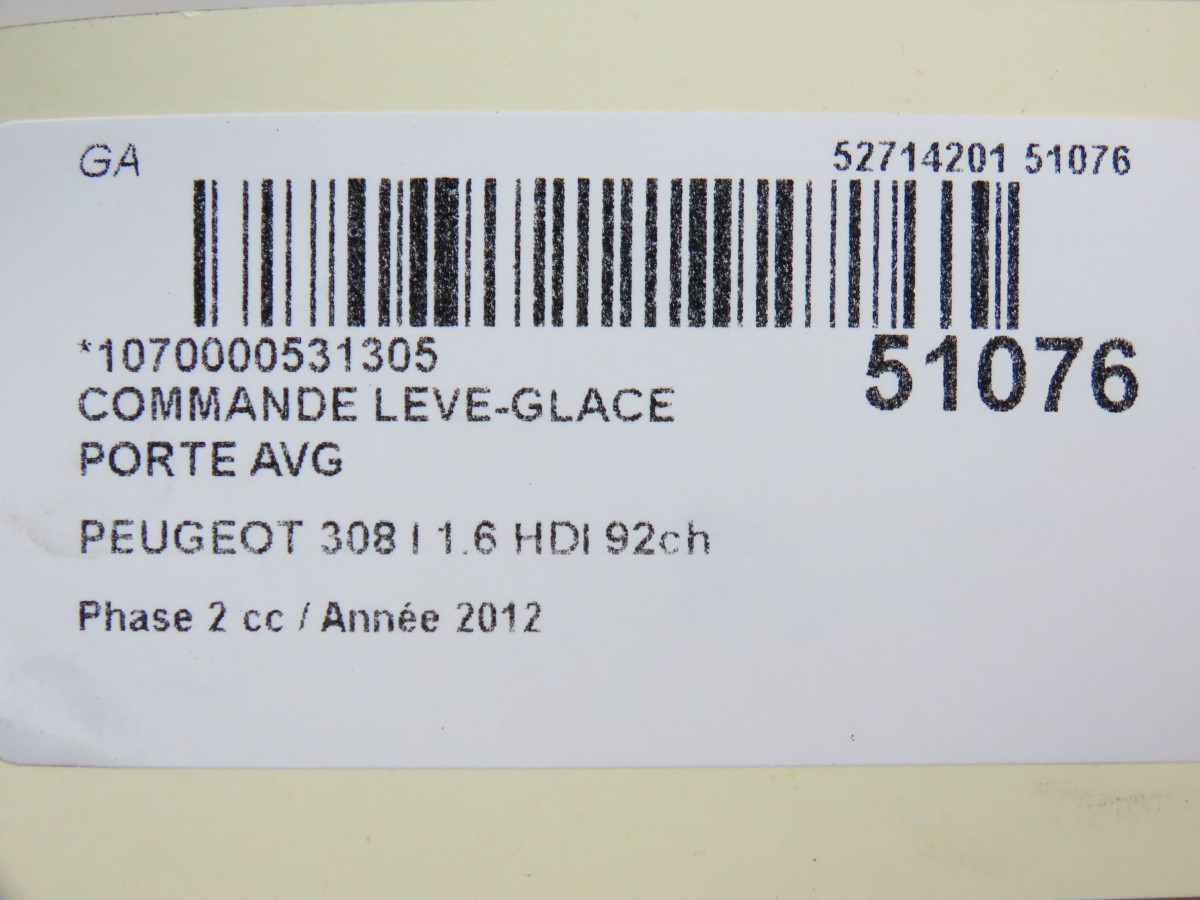 GA
52714201 51076
*1070000531305
51076
COMMANDE LEVE-GLACE
PORTE AVG
PEUGEOT 308 I 1.6 HDI 92ch
Phase 2 cc / Année 2012